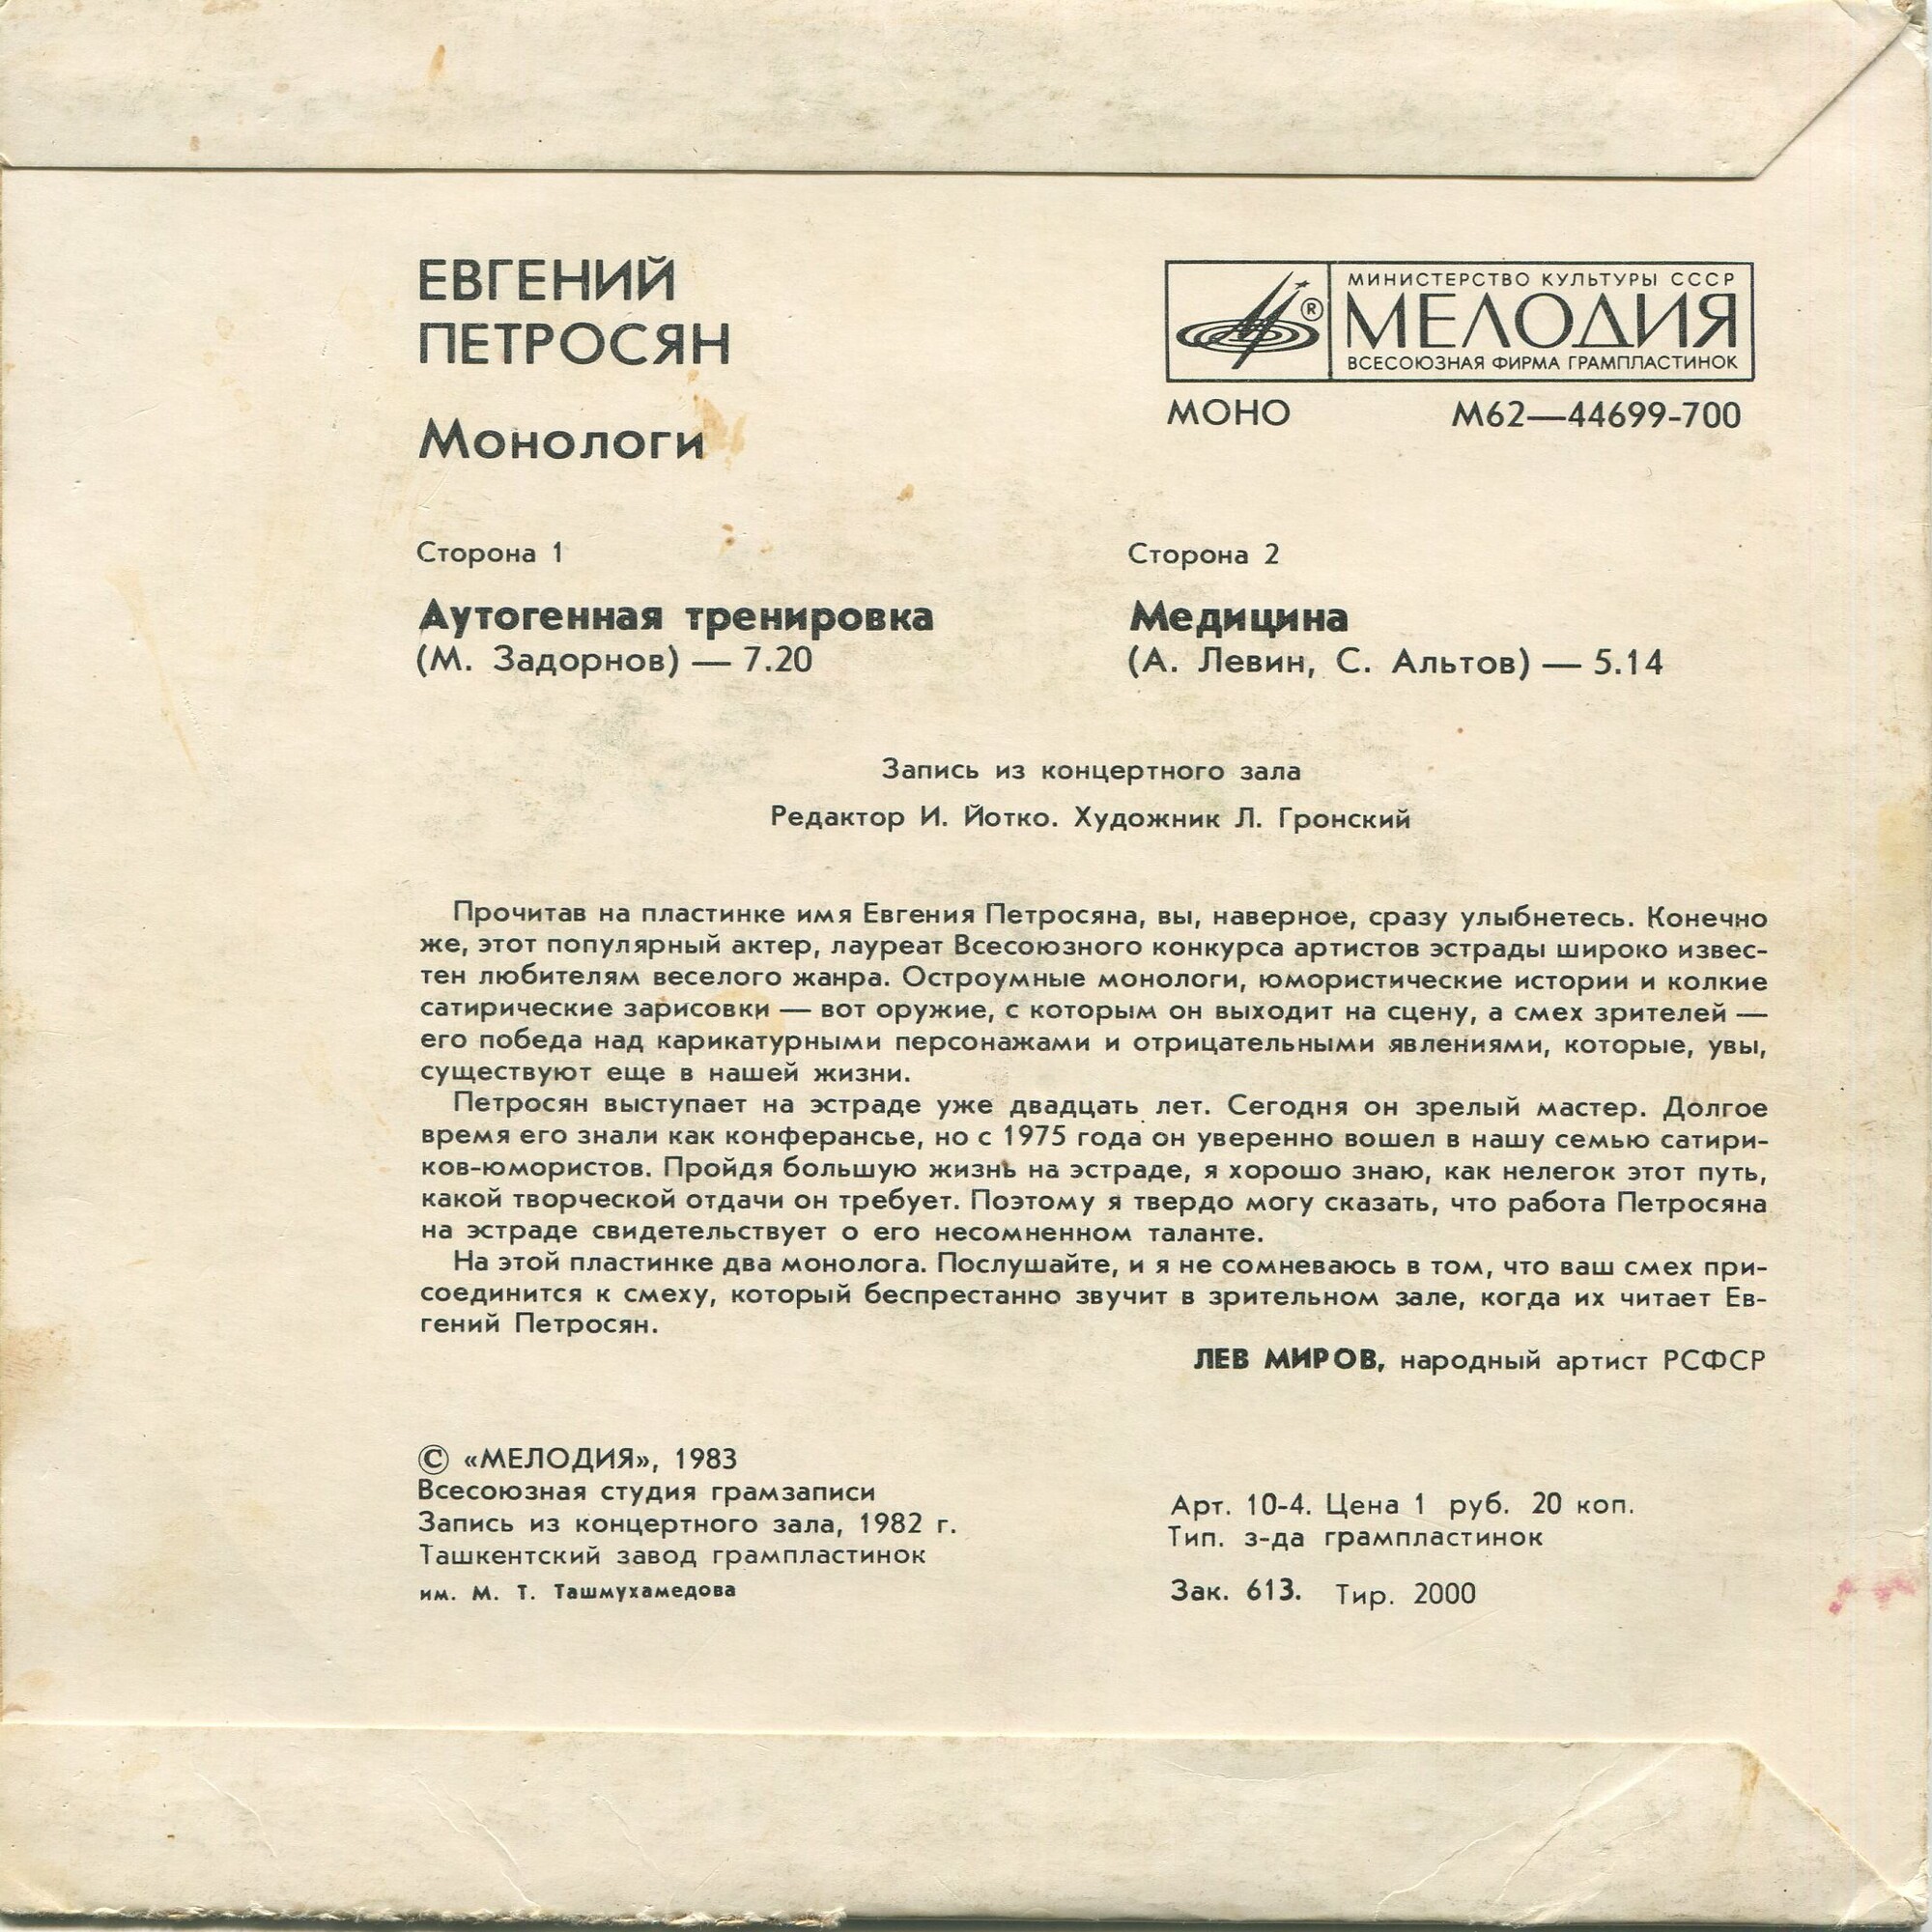 ЕВГЕНИЙ
ПЕТРОСЯН
Монологи
®
МИНИСТЕРСТВО КУЛЬТУРЫ СССР
МЕЛОДИЯ
ВСЕСОЮЗНАЯ ФИРМА ГРАМПЛАСТИНОК
МОНО М62—44699-700
Сторона 1
Аутогенная тренировка
(М. Задорнов) — 7.20
Сторона 2
Медицина
(А. Левин, С. Альтов) — 5.14
Запись из концертного зала
Редактор И. Йотко. Художник Л. Гронский
Прочитав на пластинке имя Евгения Петросяна, вы, наверное, сразу улыбнетесь. Конечно
же, этот популярный актер, лауреат Всесоюзного конкурса артистов эстрады широко извес-
тен любителям веселого жанра. Остроумные монологи, юмористические истории и колкие
сатирические зарисовки — вот оружие, с которым он выходит на сцену, а смех зрителей —
его победа над карикатурными персонажами и отрицательными явлениями, которые, увы,
существуют еще в нашей жизни.
Петросян выступает на эстраде уже двадцать лет. Сегодня он зрелый мастер. Долгое
время его знали как конферансье, но с 1975 года он уверенно вошел в нашу семью сатири-
ков-юмористов. Пройдя большую жизнь на эстраде, я хорошо знаю, как нелегок этот путь,
какой творческой отдачи он требует. Поэтому я твердо могу сказать, что работа Петросяна
на эстраде свидетельствует о его несомненном таланте.
На этой пластинке два монолога. Послушайте, и я не сомневаюсь в том, что ваш смех при-
соединится к смеху, который беспрестанно звучит в зрительном зале, когда их читает Ев-
гений Петросян.
ЛЕВ МИРОВ, народный артист РСФСР
© «МЕЛОДИЯ», 1983
Всесоюзная студия грамзаписи
Запись из концертного зала, 1982 г.
Ташкентский завод грампластинок
им. М. Т. Ташмухамедова
Арт. 10-4. Цена 1 руб. 20 коп.
Тип. з-да грампластинок
Зак. 613. Тир. 2000